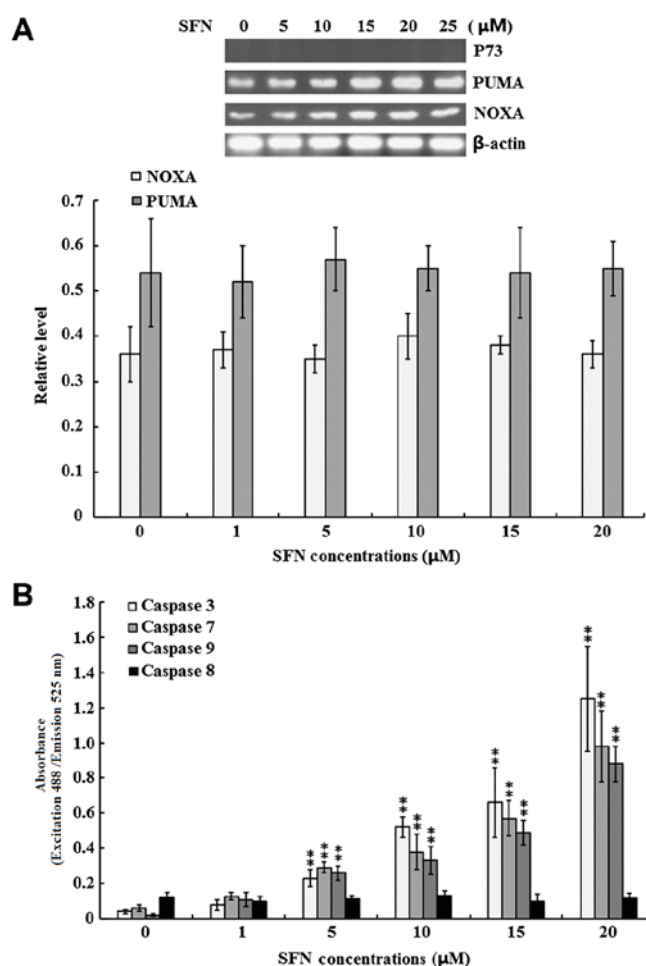 A
SFN 0 5 10 15 20 25 (μM)
P73
PUMA
NOXA
β-actin
NOXA
PUMA
0.7
0.6
0.5
0.4
0.3
0.2
0.1
0
Relative level
0 1 5 10 15 20
SFN concentrations (μM)
B
1.8
1.6
1.4
1.2
1.0
0.8
0.6
0.4
0.2
0
Absorbance
(Excitation 488 /Emission 525 nm)
Caspase 3
Caspase 7
Caspase 9
Caspase 8
** ** **
** ** **
** ** **
** ** **
0 1 5 10 15 20
SFN concentrations (μM)